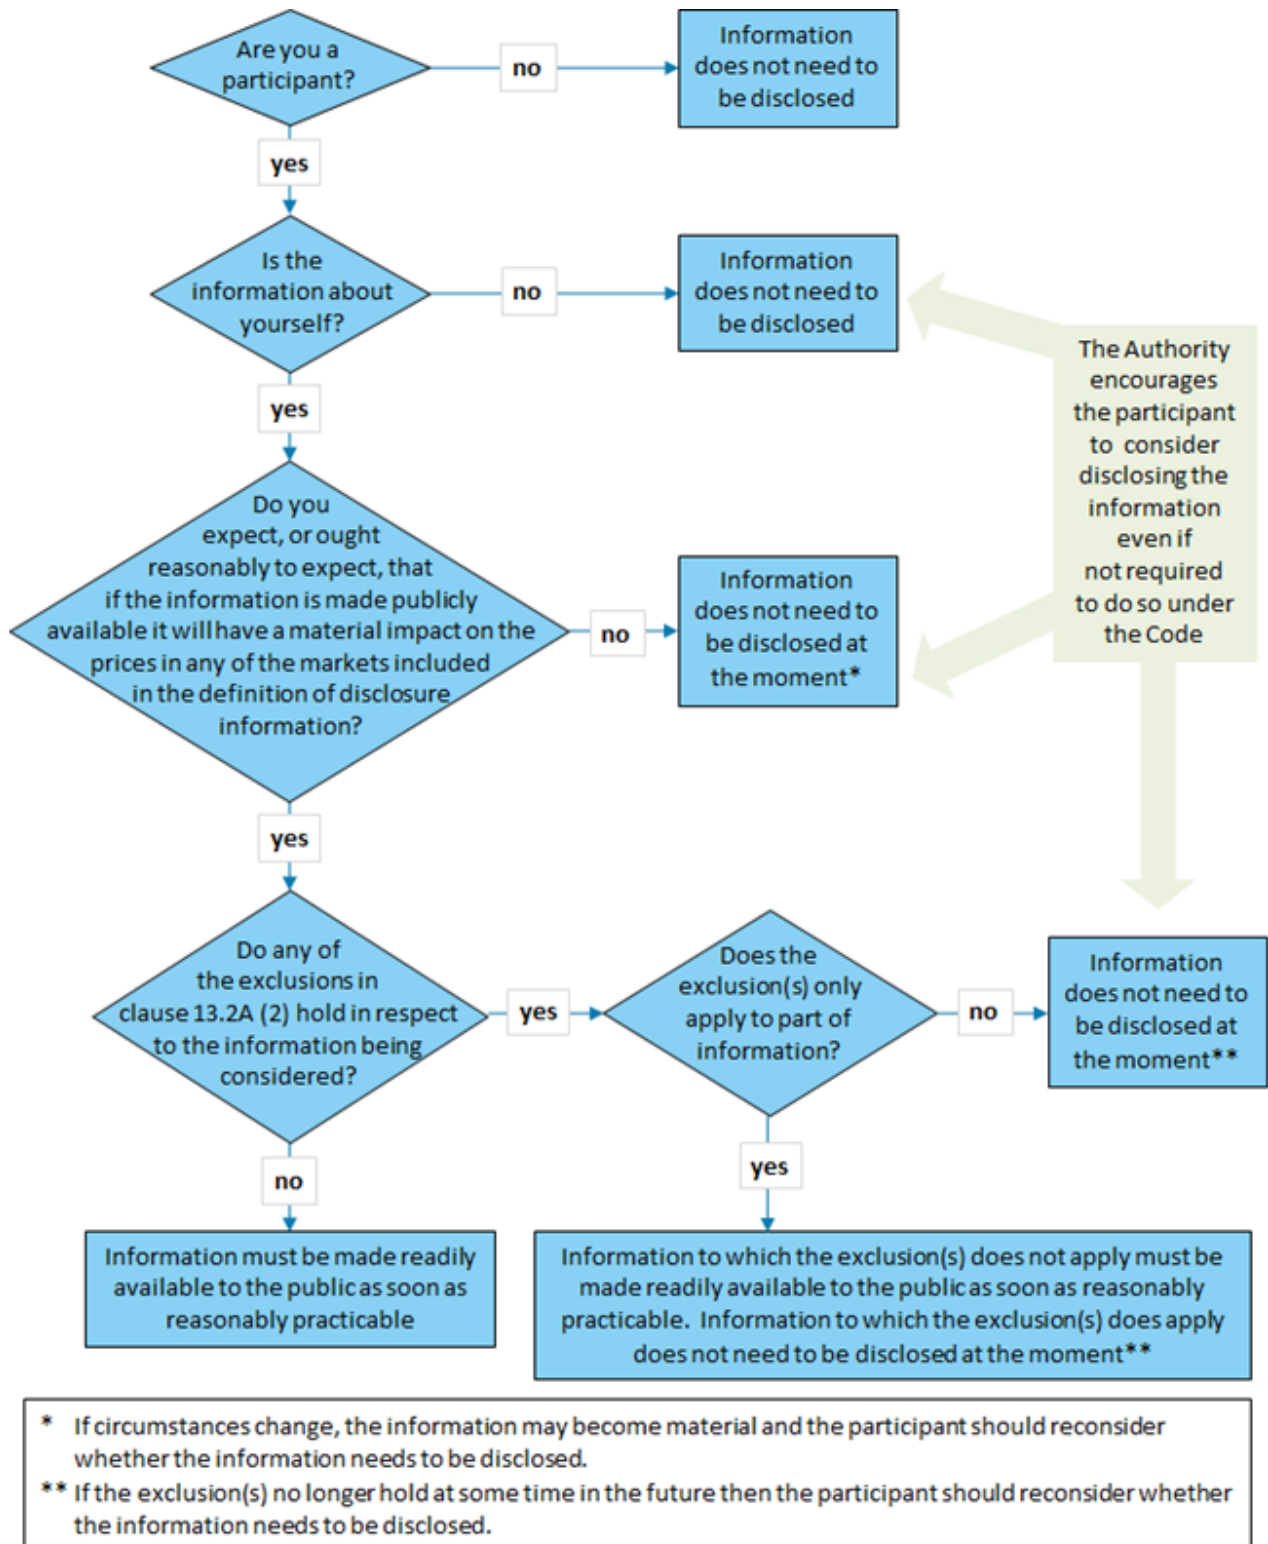 Are you a
participant?
no
Information
does not need to
be disclosed
yes
Is the
information about
yourself?
no
Information
does not need to
be disclosed
The Authority
encourages
the participant
to consider
disclosing the
information
even if
not required
to do so under
the Code
yes
Do you
expect, or ought
reasonably to expect, that
if the information is made publicly
available it will have a material impact on the
prices in any of the markets included
in the definition of disclosure
information?
no
Information
does not need to
be disclosed at
the moment*
yes
Do any of
the exclusions in
clause 13.2A (2) hold in respect
to the information being
considered?
yes
Does the
exclusion(s) only
apply to part of
information?
no
Information
does not need to
be disclosed at
the moment**
no
yes
Information must be made readily
available to the public as soon as
reasonably practicable
Information to which the exclusion(s) does not apply must be
made readily available to the public as soon as reasonably
practicable. Information to which the exclusion(s) does apply
does not need to be disclosed at the moment**
* If circumstances change, the information may become material and the participant should reconsider
whether the information needs to be disclosed.
** If the exclusion(s) no longer hold at some time in the future then the participant should reconsider whether
the information needs to be disclosed.